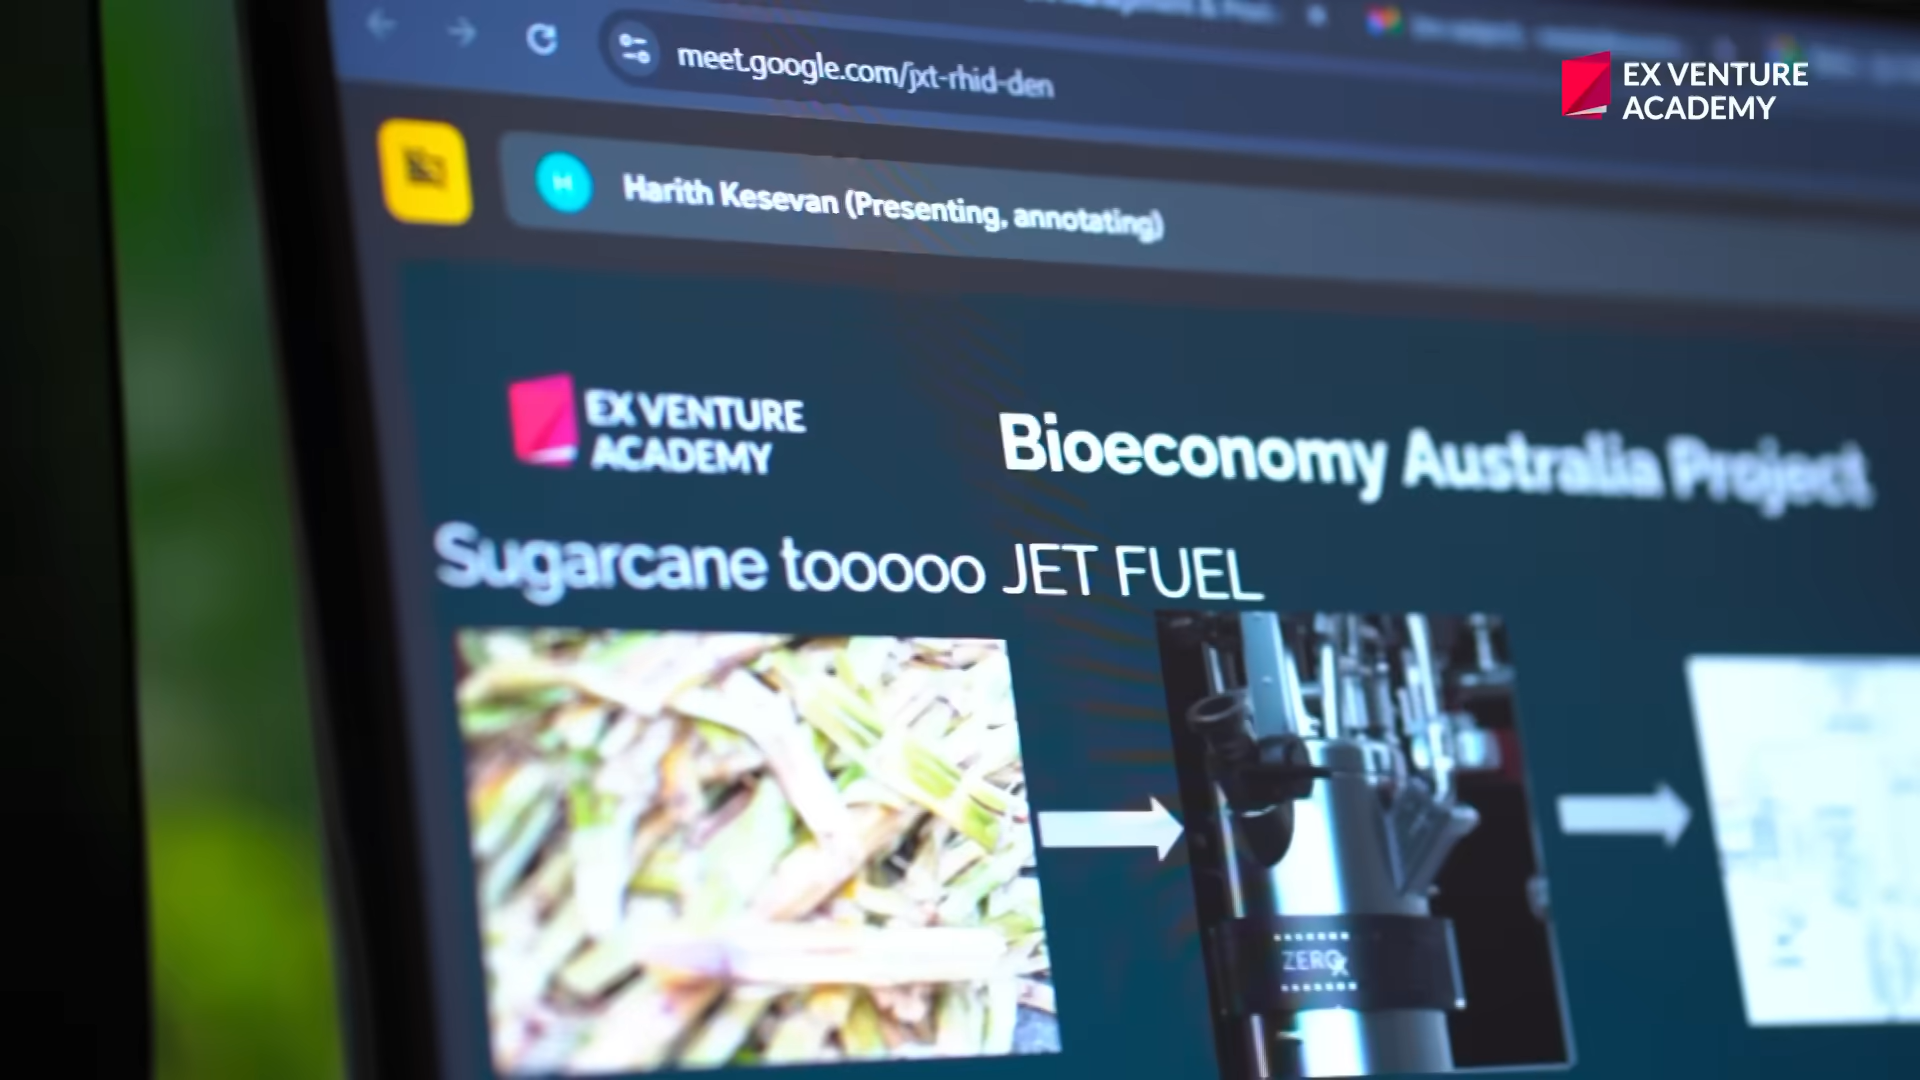 meet.google.com/jxt-rhid-den
EX VENTURE
ACADEMY
H
Harith Kesevan (Presenting, annotating)
EX VENTURE
ACADEMY
Bioeconomy Australia Project
Sugarcane tooooo JET FUEL
ZERO